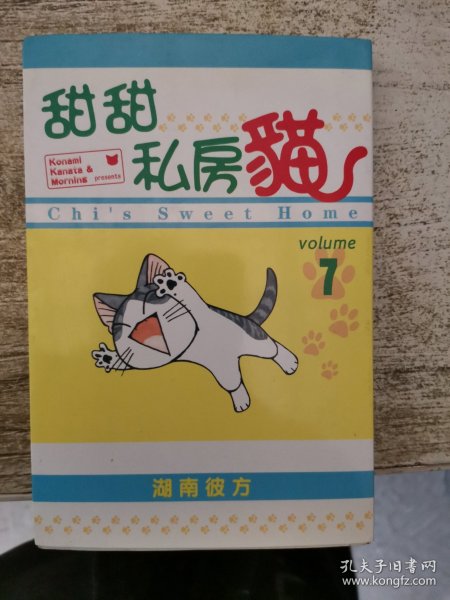 甜甜
私房貓
Konami
Kanata &
Morning presents
Chi's Sweet Home
volume
7
湖南彼方
孔夫子旧书网
www.kongfz.com